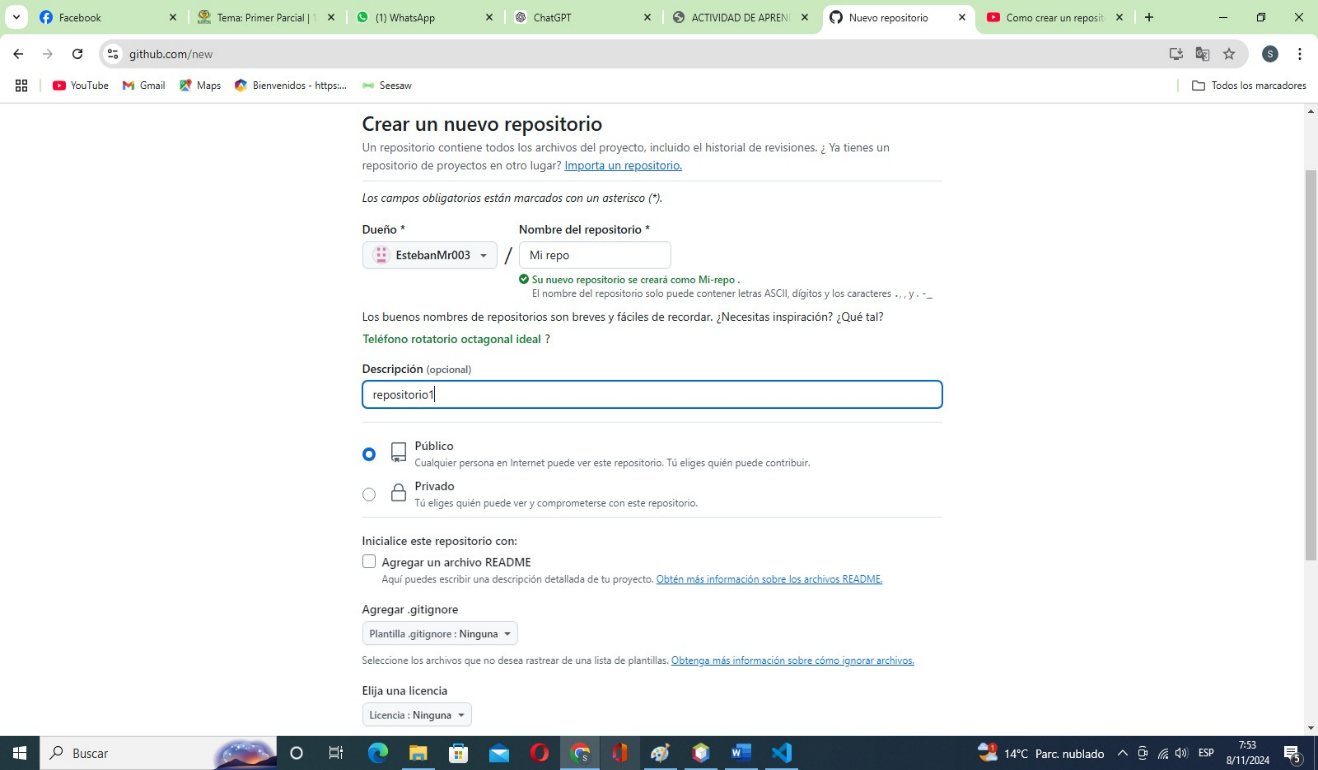 Facebook
Tema: Primer Parcial | 1
(1) WhatsApp
ChatGPT
ACTIVIDAD DE APREN
Nuevo repositorio
Como crear un reposit
github.com/new
S
YouTube
Gmail
Maps
Bienvenidos - https:...
Seesaw
Todos los marcadores
Crear un nuevo repositorio
Un repositorio contiene todos los archivos del proyecto, incluido el historial de revisiones. ¿ Ya tienes un
repositorio de proyectos en otro lugar? Importa un repositorio.
Los campos obligatorios están marcados con un asterisco (*).
Dueño *
Nombre del repositorio *
EstebanMr003
/
Mi repo
Su nuevo repositorio se creará como Mi-repo .
El nombre del repositorio solo puede contener letras ASCII, dígitos y los caracteres ., , y . -_
Los buenos nombres de repositorios son breves y fáciles de recordar. ¿Necesitas inspiración? ¿Qué tal?
Teléfono rotatorio octagonal ideal ?
Descripción (opcional)
repositorio1
Público
Cualquier persona en Internet puede ver este repositorio. Tú eliges quién puede contribuir.
Privado
Tú eliges quién puede ver y comprometerse con este repositorio.
Inicialice este repositorio con:
Agregar un archivo README
Aquí puedes escribir una descripción detallada de tu proyecto. Obtén más información sobre los archivos README.
Agregar .gitignore
Plantilla .gitignore : Ninguna
Seleccione los archivos que no desea rastrear de una lista de plantillas. Obtenga más información sobre cómo ignorar archivos.
Elija una licencia
Licencia : Ninguna
Buscar
14°C Parc. nublado
ESP
7:53
8/11/2024
5